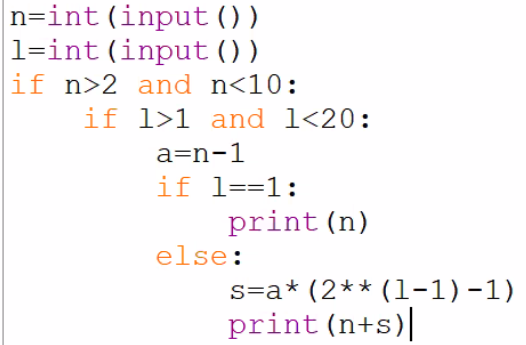 n=int(input())
l=int(input())
if n>2 and n<10:
    if l>1 and l<20:
        a=n-1
        if l==1:
            print(n)
        else:
            s=a*(2**(l-1)-1)
            print(n+s)